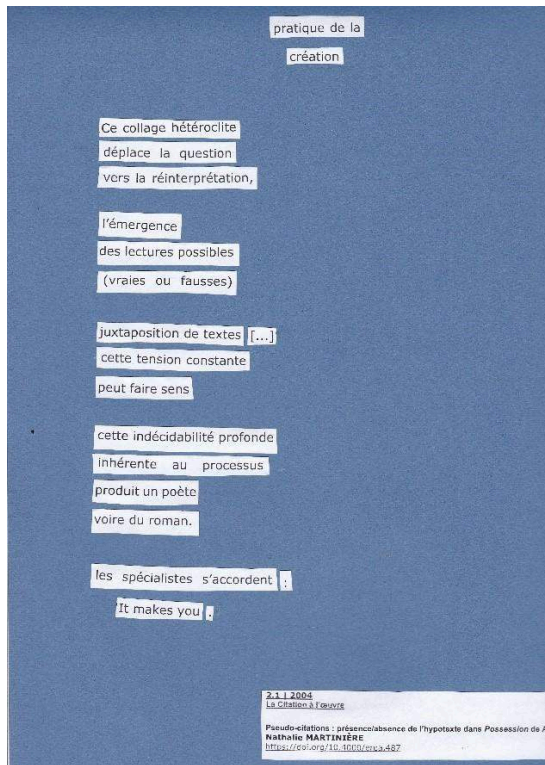 pratique de la
création
Ce collage hétéroclite
déplace la question
vers la réinterprétation,
l'émergence
des lectures possibles
(vraies ou fausses)
juxtaposition de textes [...]
cette tension constante
peut faire sens
cette indécidabilité profonde
inhérente au processus
produit un poète
voire du roman.
les spécialistes s'accordent :
It makes you .
2.1 | 2004
La Citation à l'œuvre
Pseudo-citations : présence/absence de l'hypotexte dans Possession de A
Nathalie MARTINIÈRE
https://doi.org/10.4000/erea.487